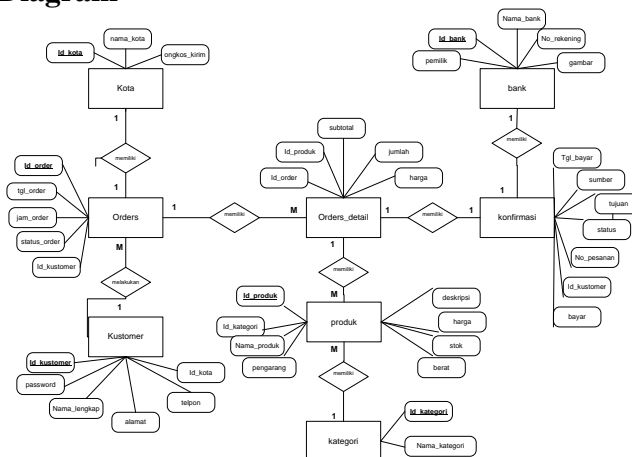 Diagram
nama_kota
Id_kota
ongkos_kirim
Kota
1
memiliki
1
Id_order
tgl_order
jam_order
status_order
Id_kustomer
Orders
1
memiliki
M
M
melakukan
1
Kustomer
Id_kustomer
password
Nama_lengkap
alamat
telpon
Id_kota
subtotal
Id_produk
jumlah
Id_order
harga
Orders_detail
1
memiliki
1
1
memiliki
M
Id_produk
Id_kategori
Nama_produk
pengarang
produk
deskripsi
harga
stok
berat
M
memiliki
1
kategori
Id_kategori
Nama_kategori
Nama_bank
Id_bank
No_rekening
pemilik
gambar
bank
1
memiliki
1
konfirmasi
Tgl_bayar
sumber
tujuan
status
No_pesanan
Id_kustomer
bayar